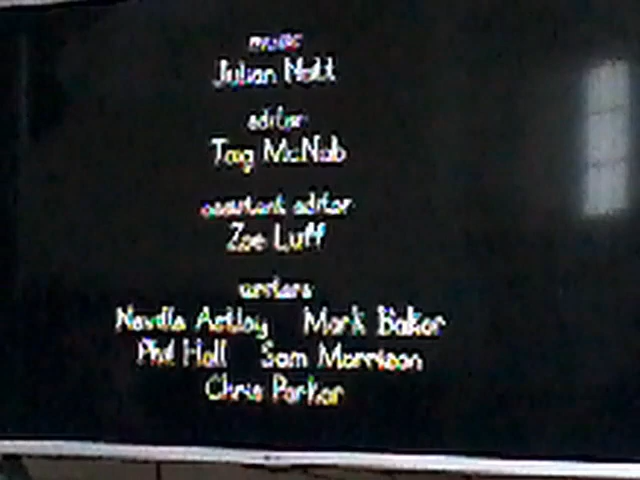 music
Julian Nott
editor
Tag McNab
assistant editor
Zoe Luff
writers
Neville Astley Mark Baker
Phil Hall Sam Morrison
Chris Parker